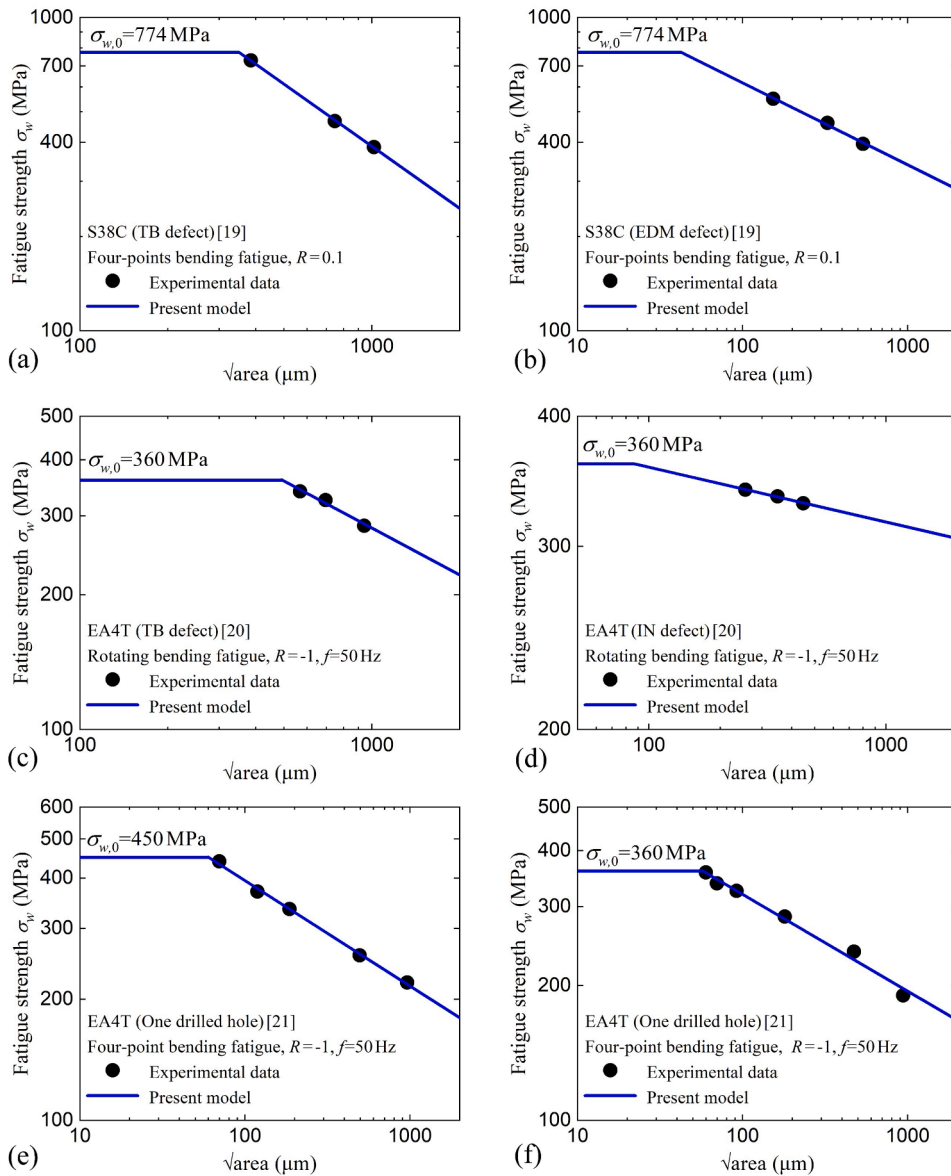 1000
700
400
100
Fatigue strength σw (MPa)
σw,0=774 MPa
S38C (TB defect)[19]
Four-points bending fatigue, R=0.1
Experimental data
Present model
100
1000
√area (μm)
(a)
1000
700
400
100
Fatigue strength σw (MPa)
σw,0=774 MPa
S38C (EDM defect)[19]
Four-points bending fatigue, R=0.1
Experimental data
Present model
10
100
1000
√area (μm)
(b)
500
400
300
200
100
Fatigue strength σw (MPa)
σw,0=360 MPa
EA4T (TB defect)[20]
Rotating bending fatigue, R=-1, f=50 Hz
Experimental data
Present model
100
1000
√area (μm)
(c)
400
300
200
Fatigue strength σw (MPa)
σw,0=360 MPa
EA4T (IN defect)[20]
Rotating bending fatigue, R=-1, f=50 Hz
Experimental data
Present model
100
1000
√area (μm)
(d)
600
500
400
300
200
100
Fatigue strength σw (MPa)
σw,0=450 MPa
EA4T (One drilled hole)[21]
Four-point bending fatigue, R=-1, f=50 Hz
Experimental data
Present model
10
100
1000
√area (μm)
(e)
500
400
300
200
100
Fatigue strength σw (MPa)
σw,0=360 MPa
EA4T (One drilled hole)[21]
Four-point bending fatigue, R=-1, f=50 Hz
Experimental data
Present model
10
100
1000
√area (μm)
(f)